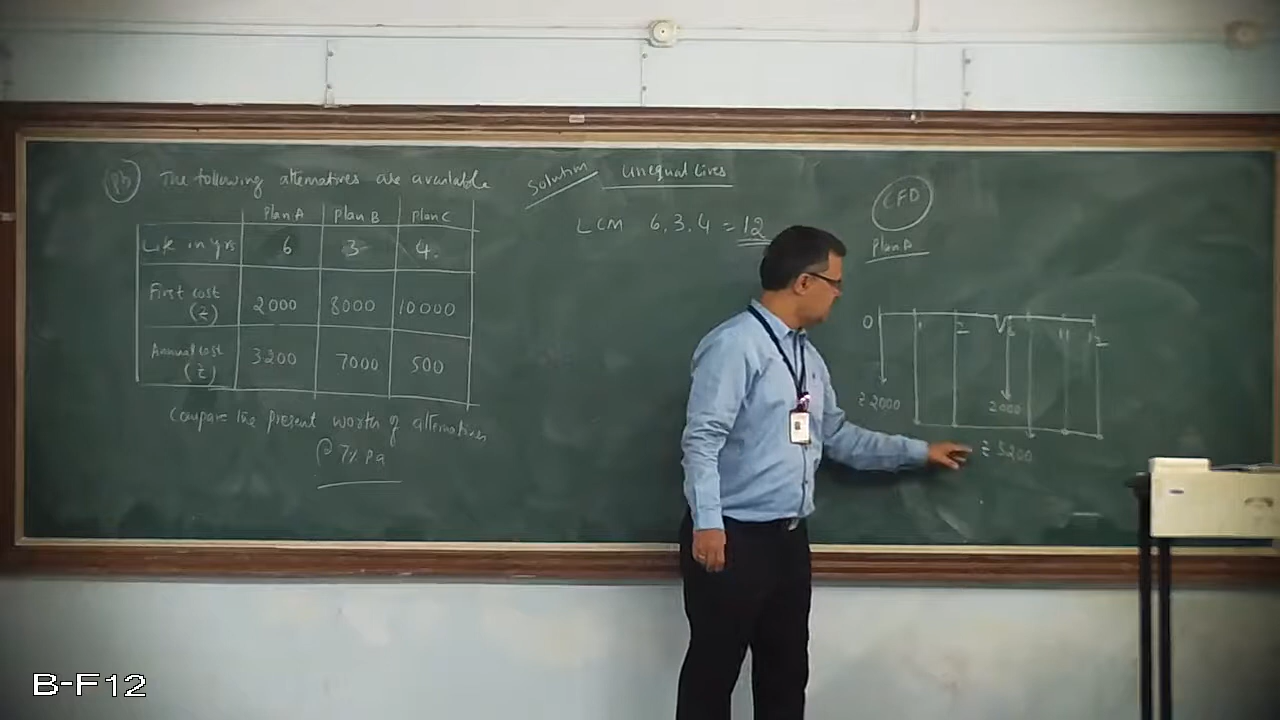 P3 The following alternatives are available
Plan A Plan B Plan C
Life in yrs 6 3 4.
First cost (₹) 2000 8000 10000
Annual cost (₹) 3200 7000 500
Compare the present worth of alternatives
@ 7% pa
Solution Unequal Lives
LCM 6, 3, 4 = 12
CFD
Plan A
0 1 2 6 11 12
₹ 2000 2000
₹ 3200
B-F12